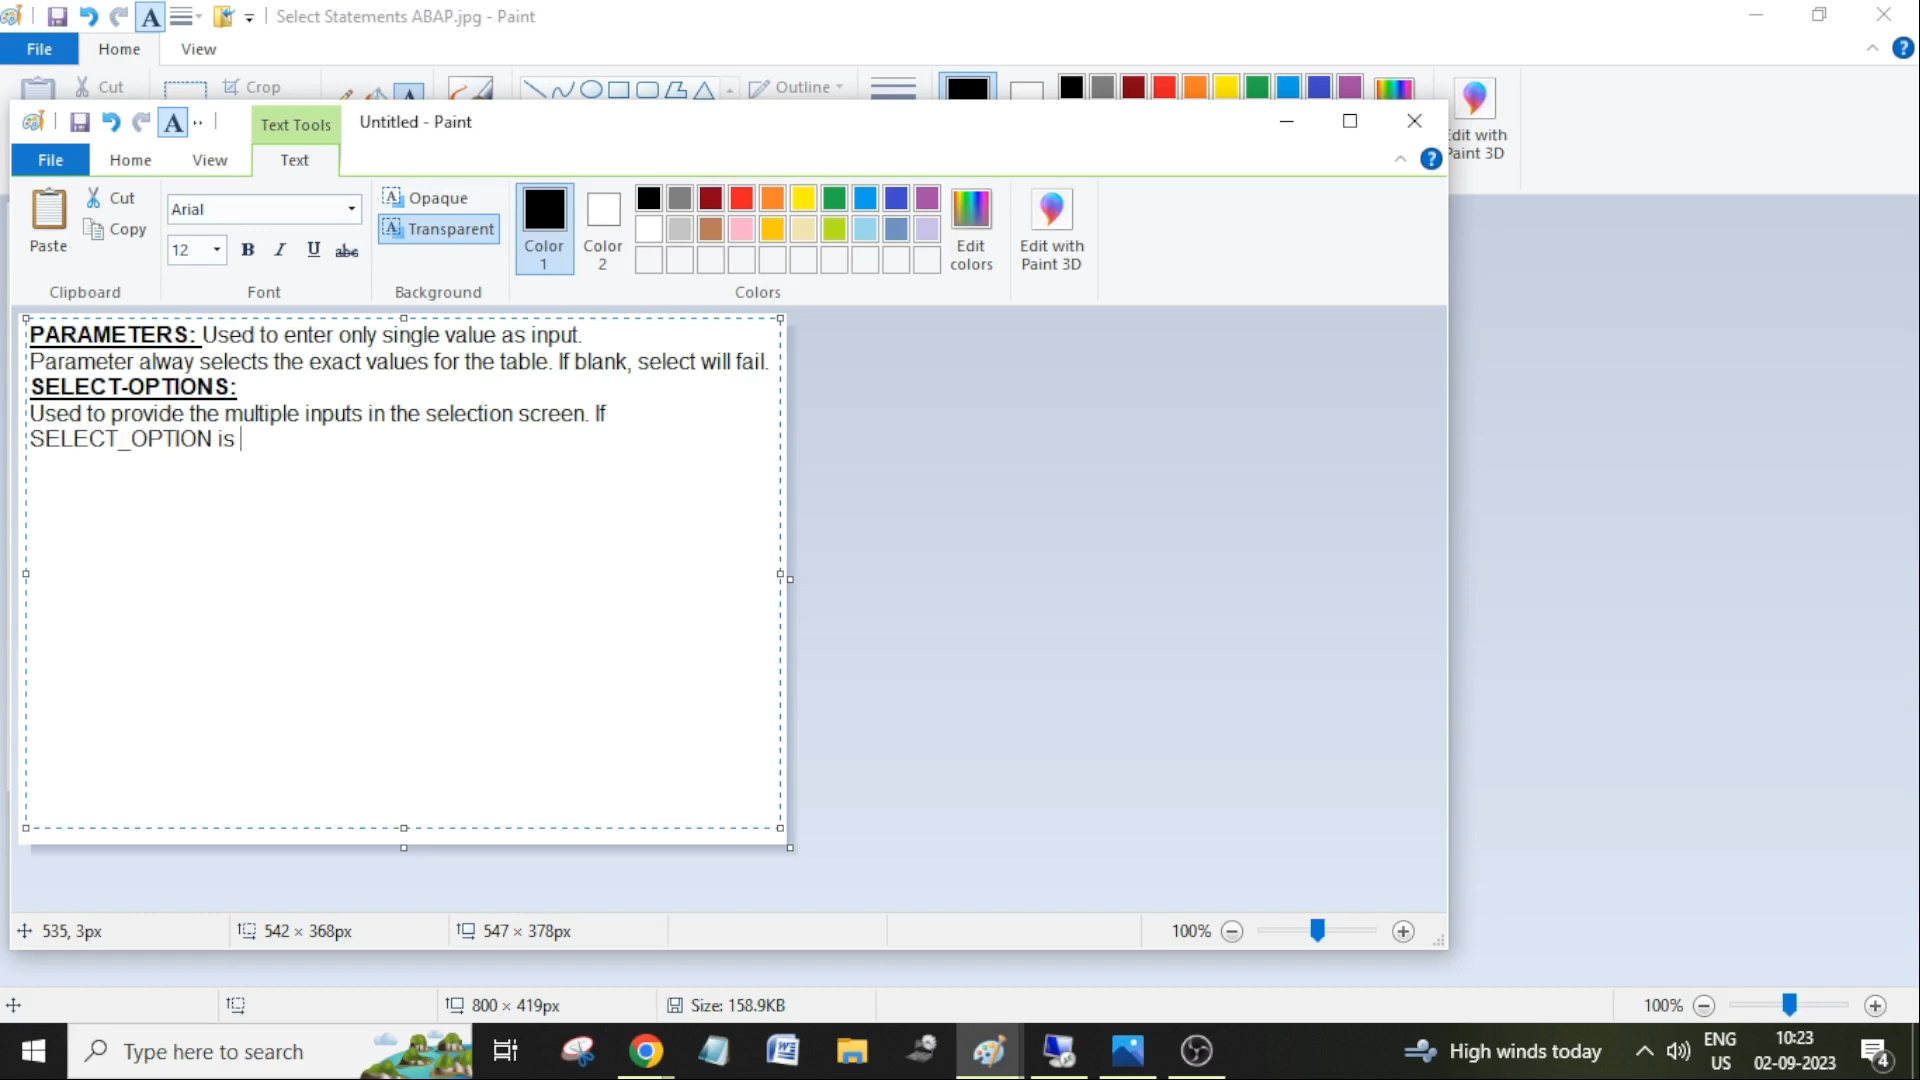 Select Statements ABAP.jpg - Paint
File Home View
Cut Crop Outline
Edit with
Paint 3D
Text Tools Untitled - Paint
File Home View Text
Paste Cut Copy
Arial
12 B I U abc
Opaque
Transparent
Color 1 Color 2
Edit colors
Edit with Paint 3D
Clipboard Font Background Colors
PARAMETERS: Used to enter only single value as input.
Parameter alway selects the exact values for the table. If blank, select will fail.
SELECT-OPTIONS:
Used to provide the multiple inputs in the selection screen. If
SELECT_OPTION is
535, 3px 542 × 368px 547 × 378px 100%
800 × 419px Size: 158.9KB 100%
Type here to search High winds today ENG US 10:23 02-09-2023 4